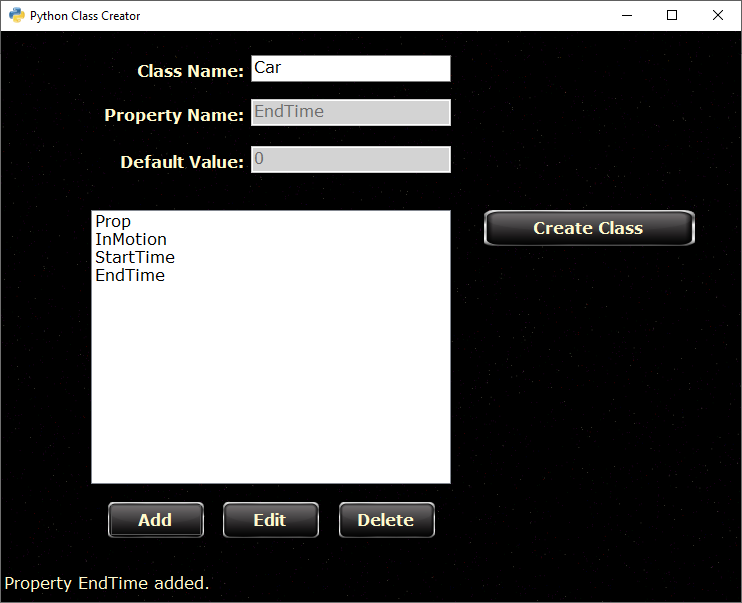 Python Class Creator
Class Name: Car
Property Name: EndTime
Default Value: 0
Prop
InMotion
StartTime
EndTime
Create Class
Add Edit Delete
Property EndTime added.